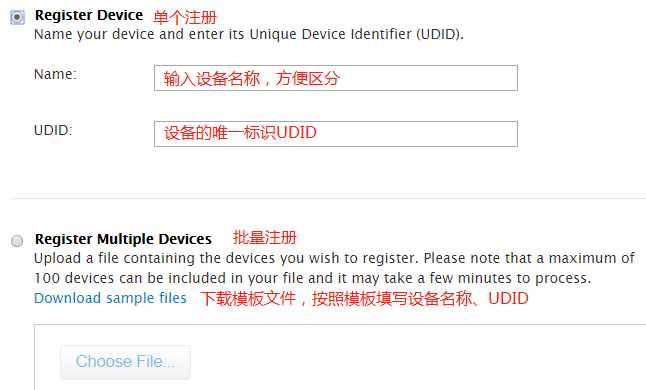 Register Device 单个注册
Name your device and enter its Unique Device Identifier (UDID).
Name: 输入设备名称，方便区分
UDID: 设备的唯一标识UDID
Register Multiple Devices 批量注册
Upload a file containing the devices you wish to register. Please note that a maximum of
100 devices can be included in your file and it may take a few minutes to process.
Download sample files 下载模板文件，按照模板填写设备名称、UDID
Choose File...